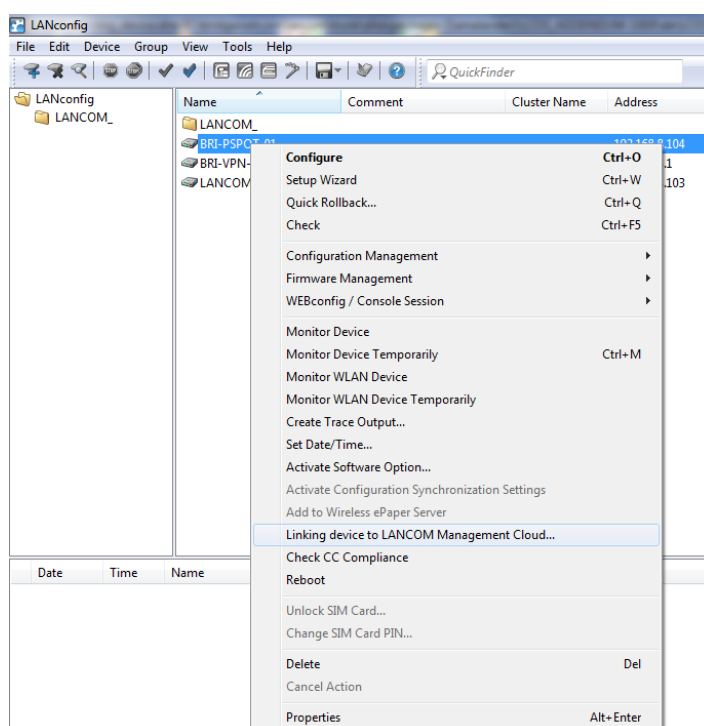 LANconfig
File Edit Device Group View Tools Help
QuickFinder
LANconfig
LANCOM_
Name Comment Cluster Name Address
LANCOM_
BRI-PSPOT-01 192.168.8.104
BRI-VPN- .1
LANCOM .103
Configure Ctrl+O
Setup Wizard Ctrl+W
Quick Rollback... Ctrl+Q
Check Ctrl+F5
Configuration Management
Firmware Management
WEBconfig / Console Session
Monitor Device
Monitor Device Temporarily Ctrl+M
Monitor WLAN Device
Monitor WLAN Device Temporarily
Create Trace Output...
Set Date/Time...
Activate Software Option...
Activate Configuration Synchronization Settings
Add to Wireless ePaper Server
Linking device to LANCOM Management Cloud...
Check CC Compliance
Reboot
Unlock SIM Card...
Change SIM Card PIN...
Delete Del
Cancel Action
Properties Alt+Enter
Date Time Name